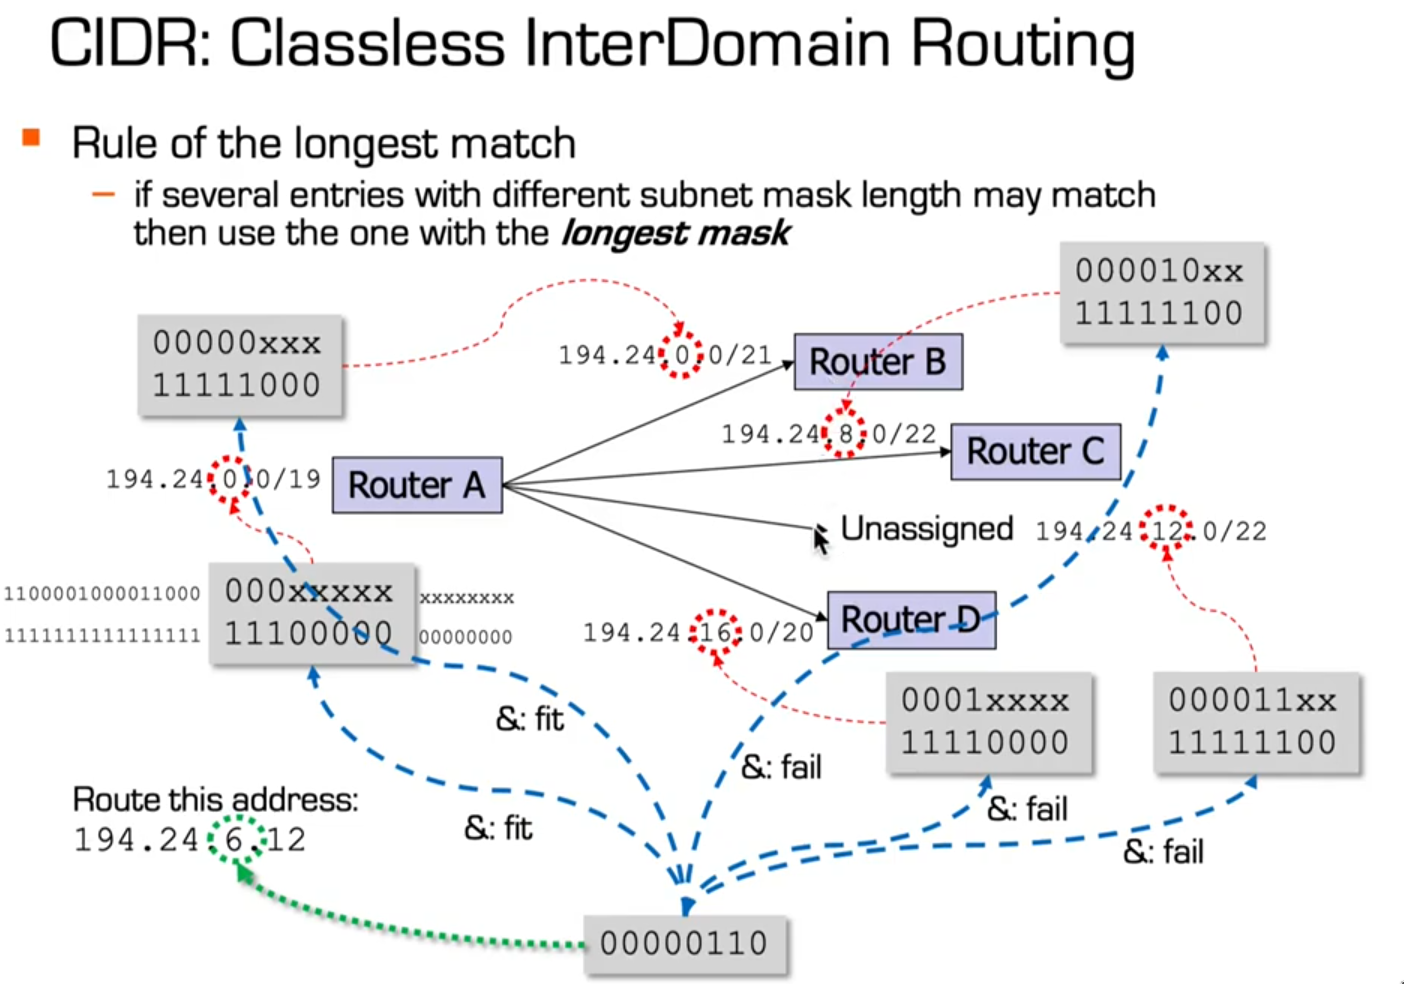 CIDR: Classless InterDomain Routing
Rule of the longest match
– if several entries with different subnet mask length may match
then use the one with the longest mask
000010xx
11111100
00000xxx
11111000
194.24.0.0/21
Router B
194.24.8.0/22
Router C
194.24.0.0/19
Router A
Unassigned
194.24.12.0/22
1100001000011000
000xxxxx
xxxxxxxx
1111111111111111
11100000
00000000
194.24.16.0/20
Router D
0001xxxx
11110000
000011xx
11111100
&: fit
&: fail
Route this address:
194.24.6.12
&: fit
&: fail
&: fail
00000110